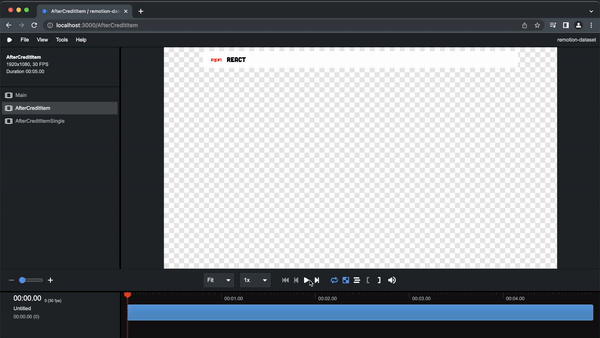 AfterCreditItem / remotion-da
localhost:3000/AfterCreditItem
File View Tools Help
remotion-dataset
AfterCreditItem
1920x1080, 30 FPS
Duration 00:05.00
Main
AfterCreditItem
AfterCreditItemSingle
REACT
Fit
1x
00:00.00 0 (30 fps)
Untitled
00:00.00 (0)
00:01.00
00:02.00
00:03.00
00:04.00